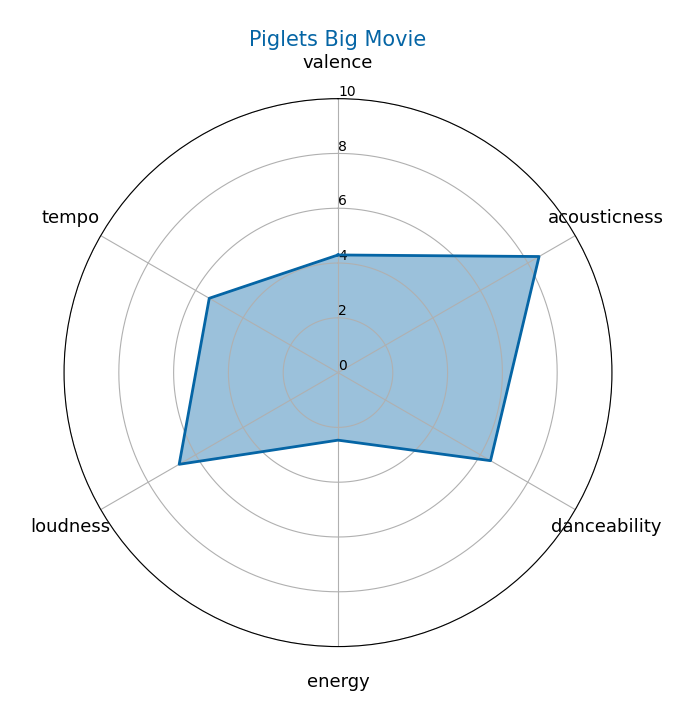 Piglets Big Movie
valence
10
8
tempo
acousticness
6
4
2
0
loudness
danceability
energy